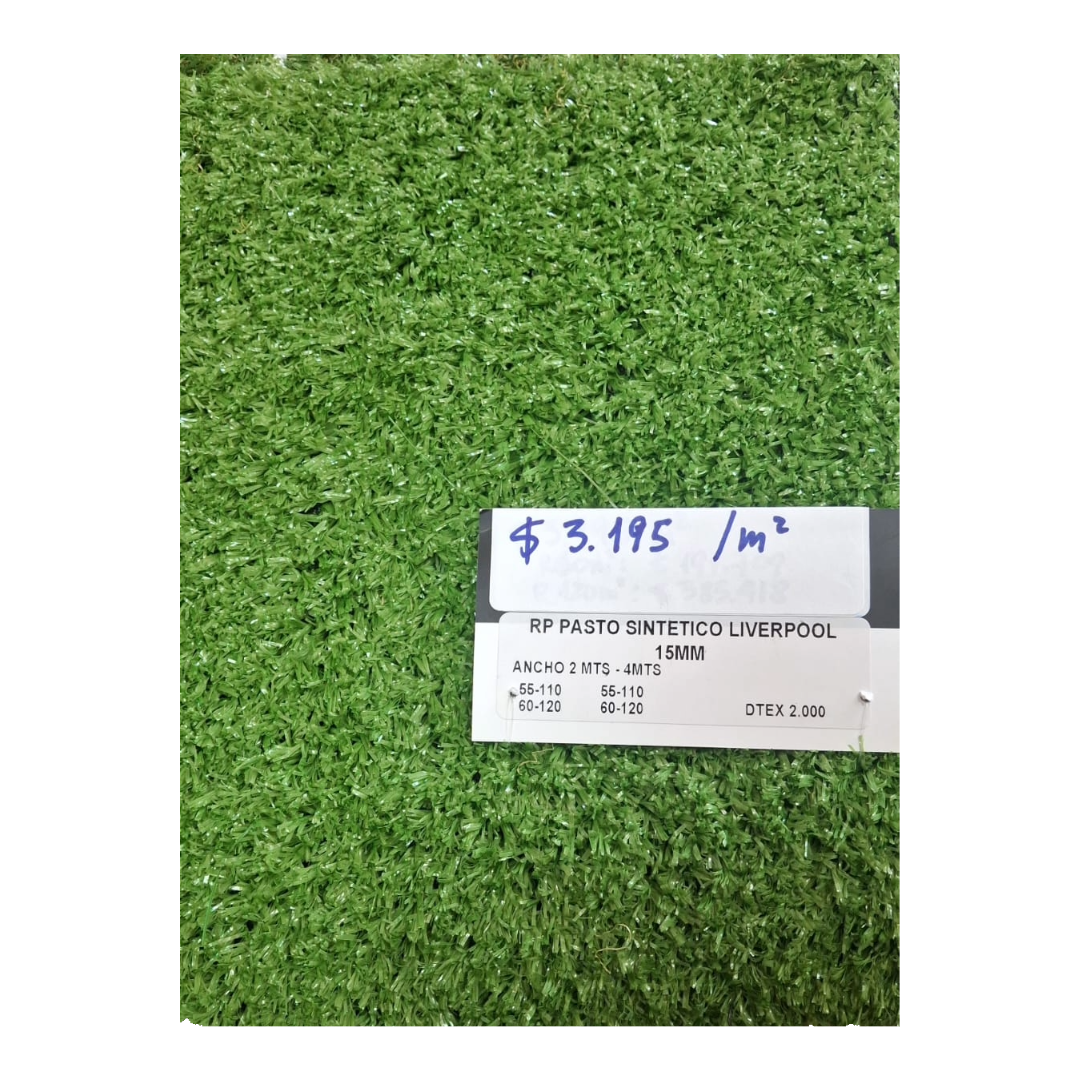 $ 3.195 /m²
RP PASTO SINTETICO LIVERPOOL
15MM
ANCHO 2 MTS - 4MTS
55-110 55-110
60-120 60-120 DTEX 2.000